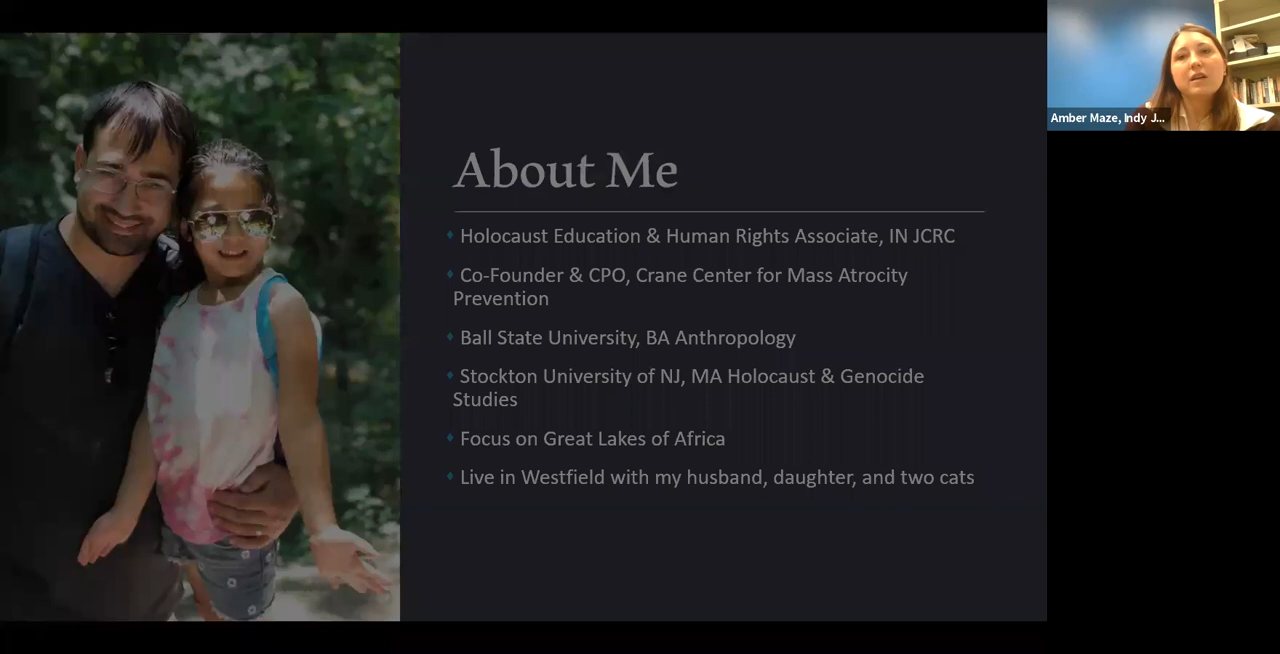 Amber Maze, Indy J...
About Me
Holocaust Education & Human Rights Associate, IN JCRC
Co-Founder & CPO, Crane Center for Mass Atrocity
Prevention
Ball State University, BA Anthropology
Stockton University of NJ, MA Holocaust & Genocide
Studies
Focus on Great Lakes of Africa
Live in Westfield with my husband, daughter, and two cats